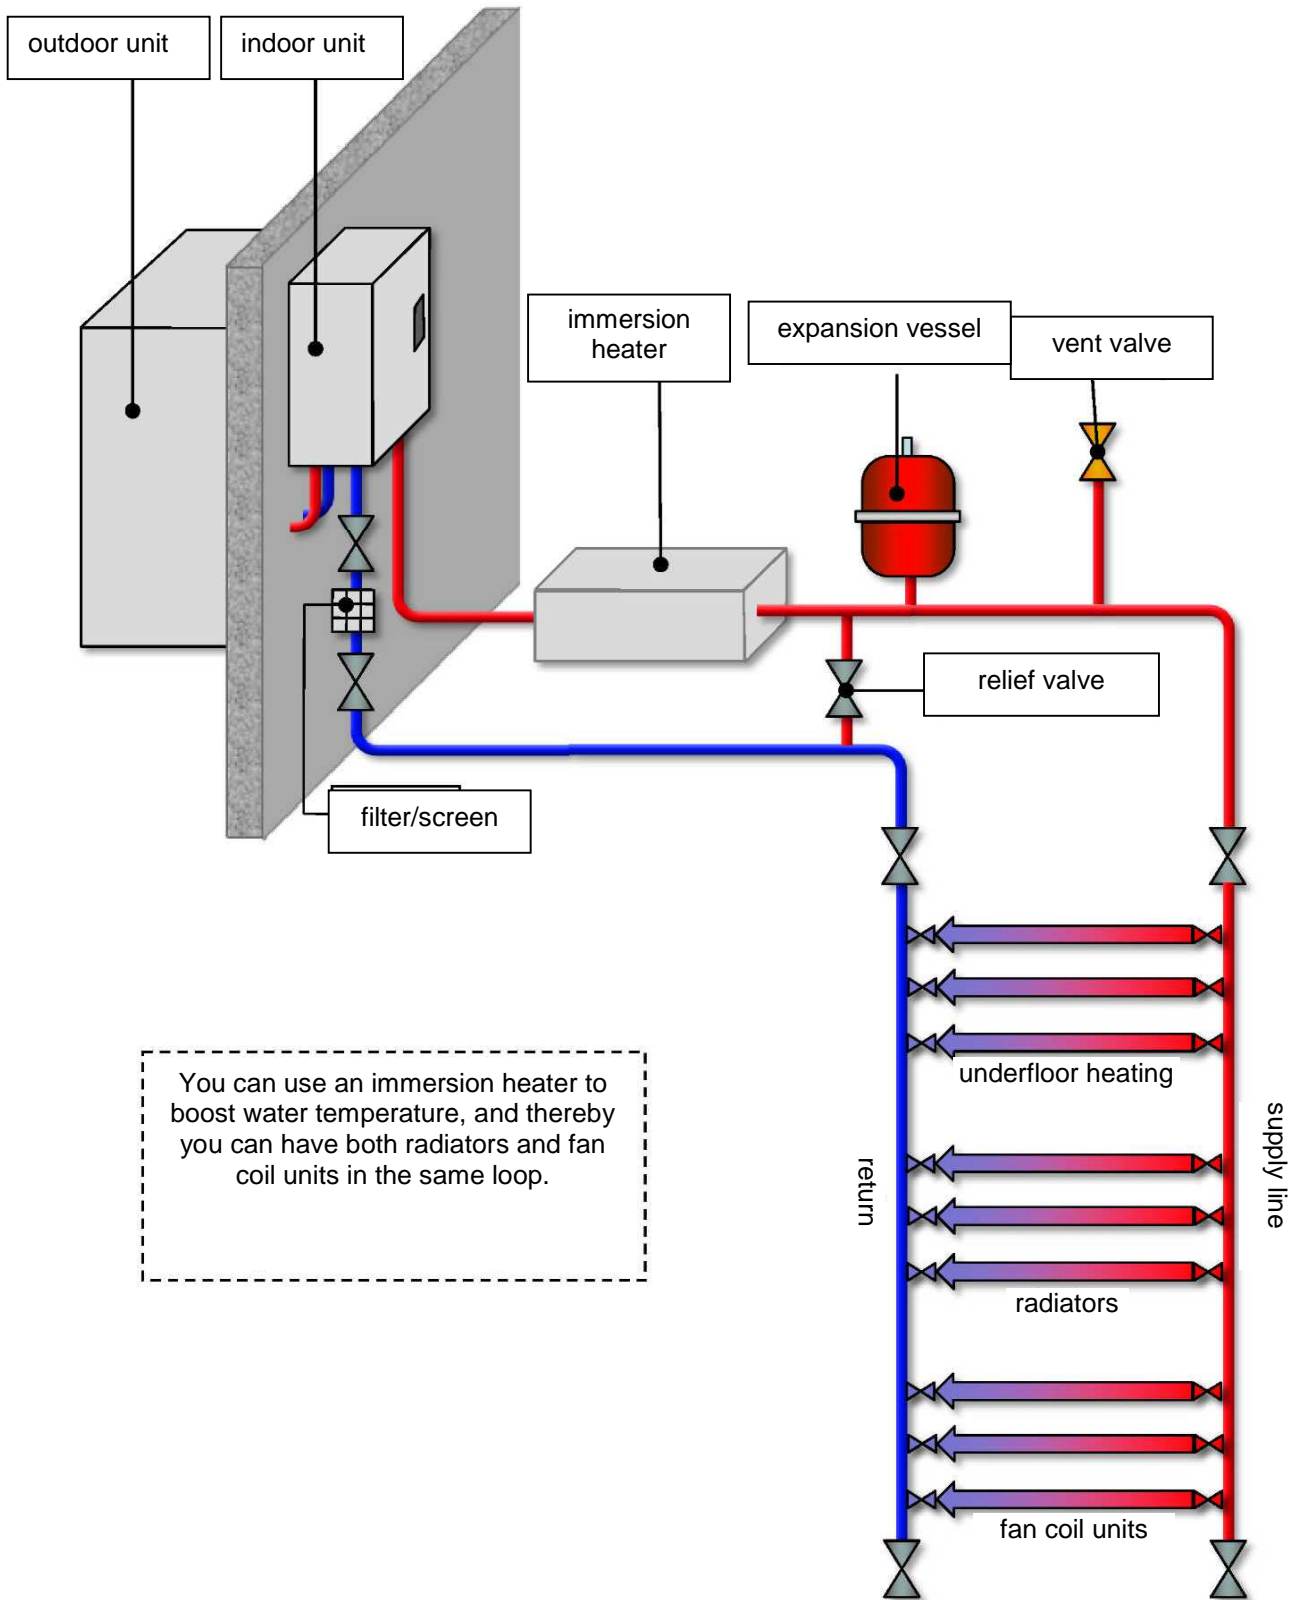 outdoor unit
indoor unit
immersion
heater
expansion vessel
vent valve
relief valve
filter/screen
underfloor heating
You can use an immersion heater to
boost water temperature, and thereby
you can have both radiators and fan
coil units in the same loop.
return
supply line
radiators
fan coil units